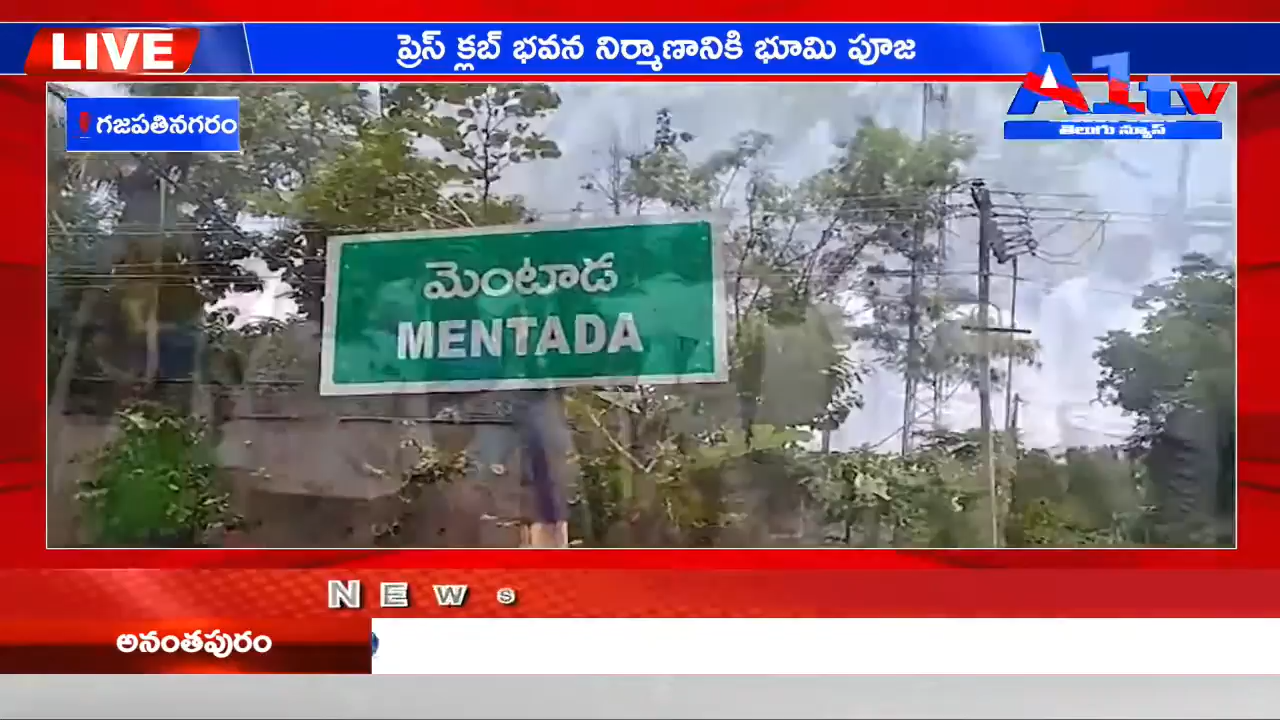 LIVE
ప్రెస్ క్లబ్ భవన నిర్మాణానికి భూమి పూజ
A1tv
తెలుగు న్యూస్
గజపతినగరం
మెంటాడ
MENTADA
NEWS
అనంతపురం